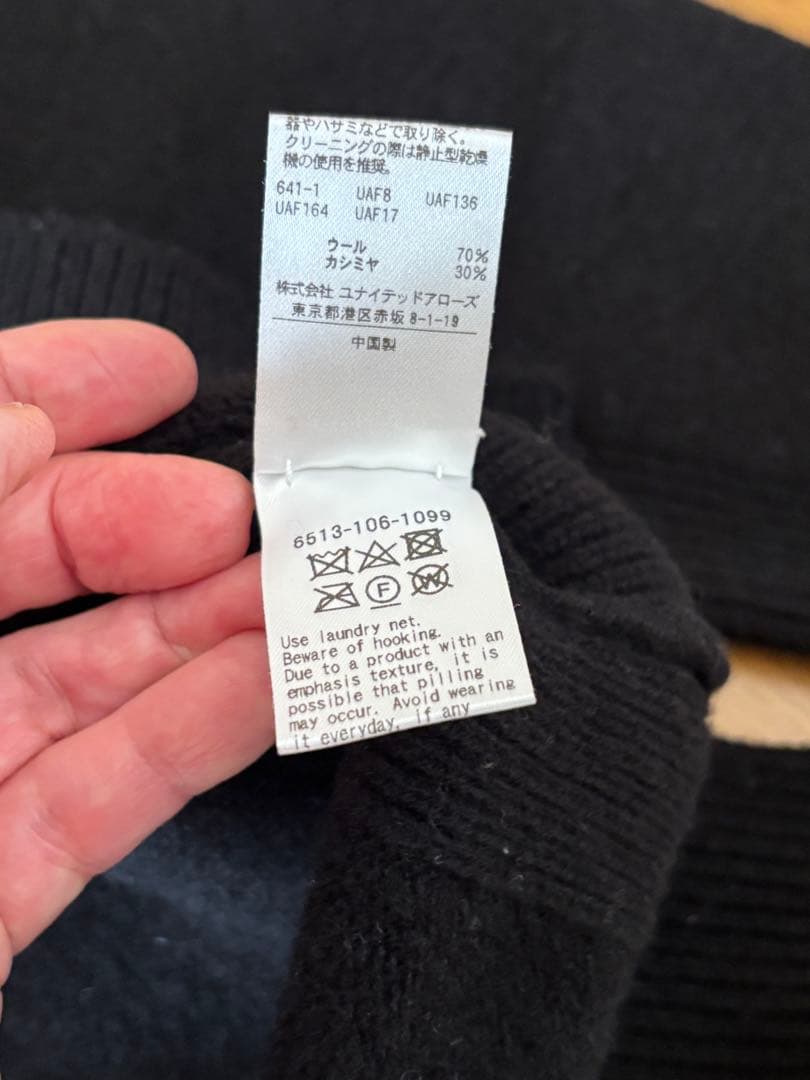 器やハサミなどで取り除く。
クリーニングの際は静止型乾燥
機の使用を推奨。
641-1 UAF8 UAF136
UAF164 UAF17
ウール 70%
カシミヤ 30%
株式会社 ユナイテッドアローズ
東京都港区赤坂 8-1-19
中国製
6513-106-1099
F W
Use laundry net.
Beware of hooking.
Due to a product with an
emphasis texture, it is
possible that pilling
may occur. Avoid wearing
it everyday, if any